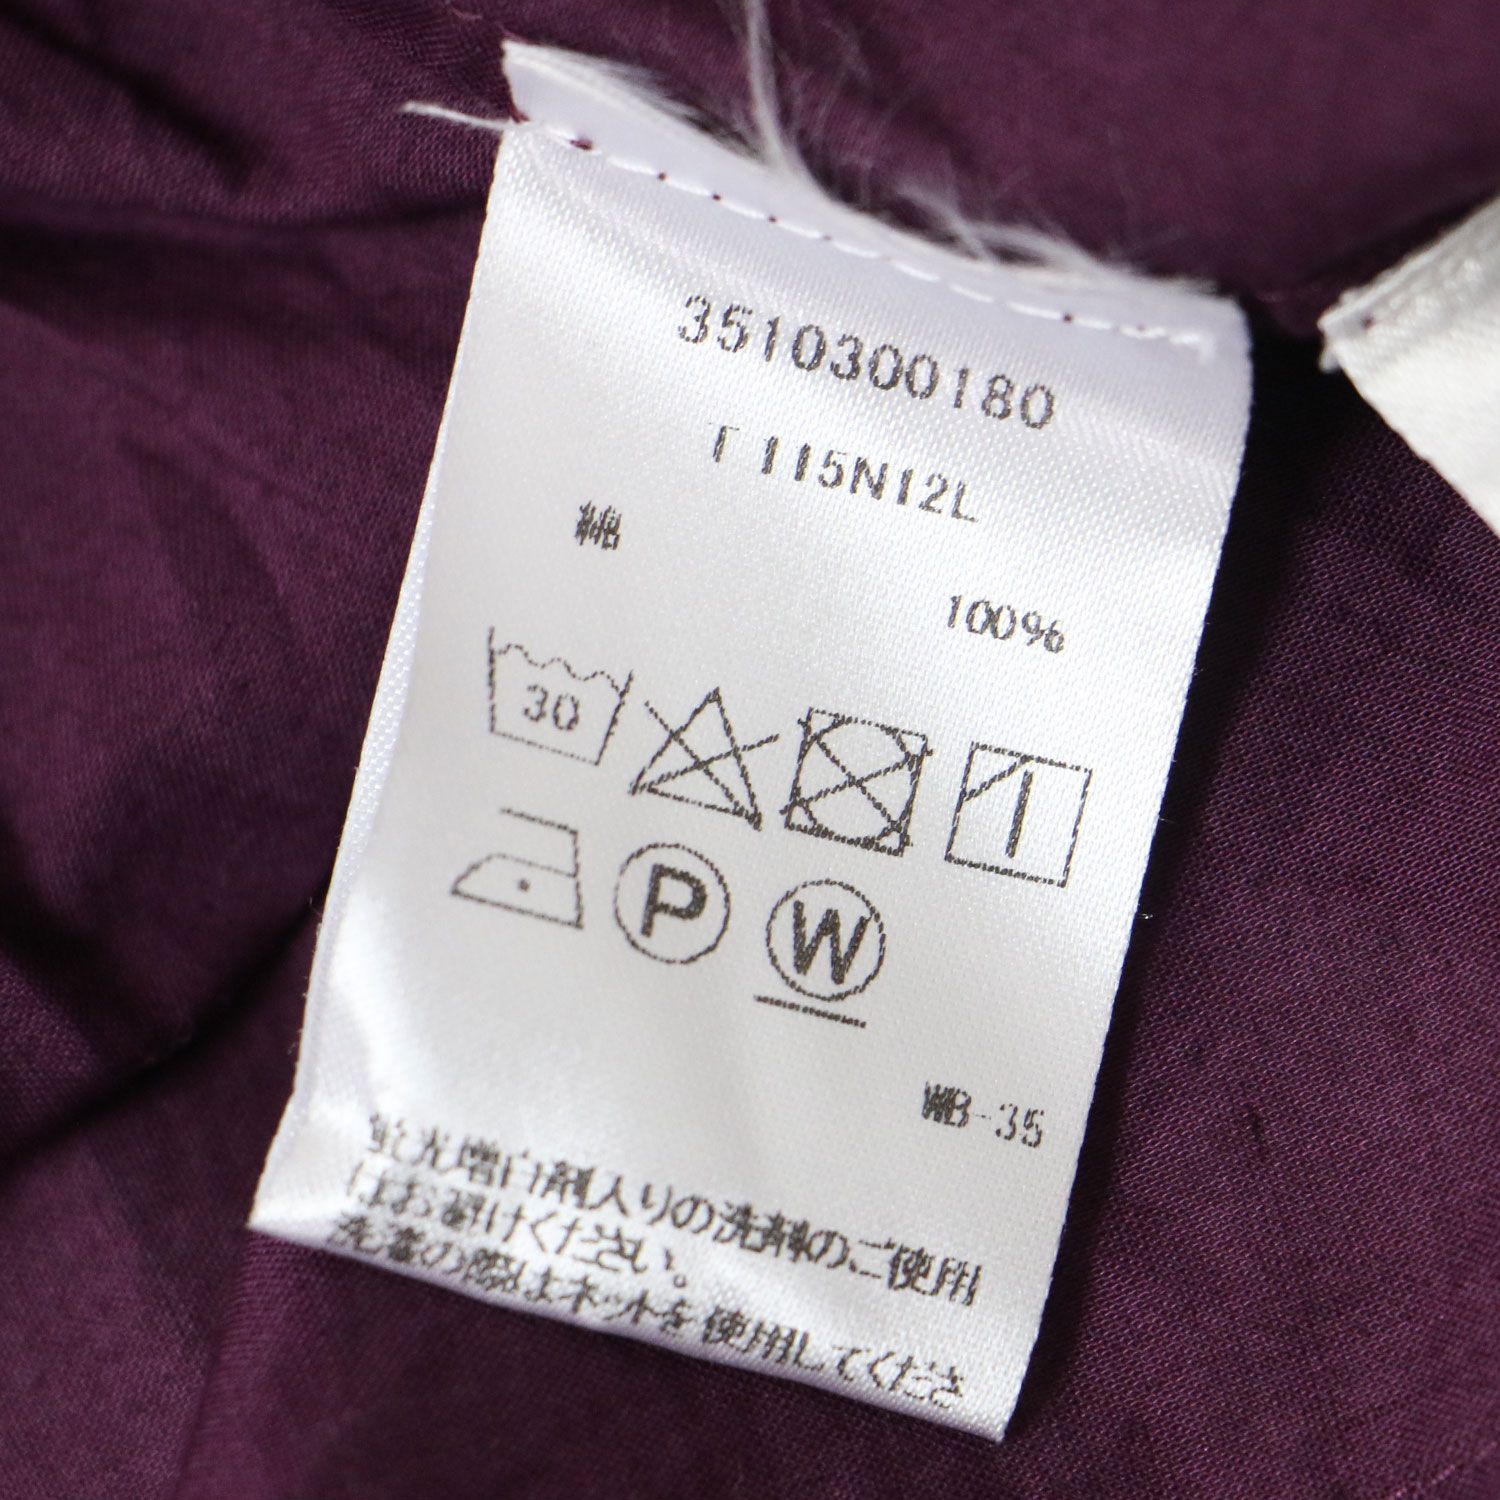 3510300180
T 115N12L
綿 100%
30
P W
WB-35
蛍光増白剤入りの洗剤のご使用
はお避けください。
洗濯の際はネットを使用してくださ